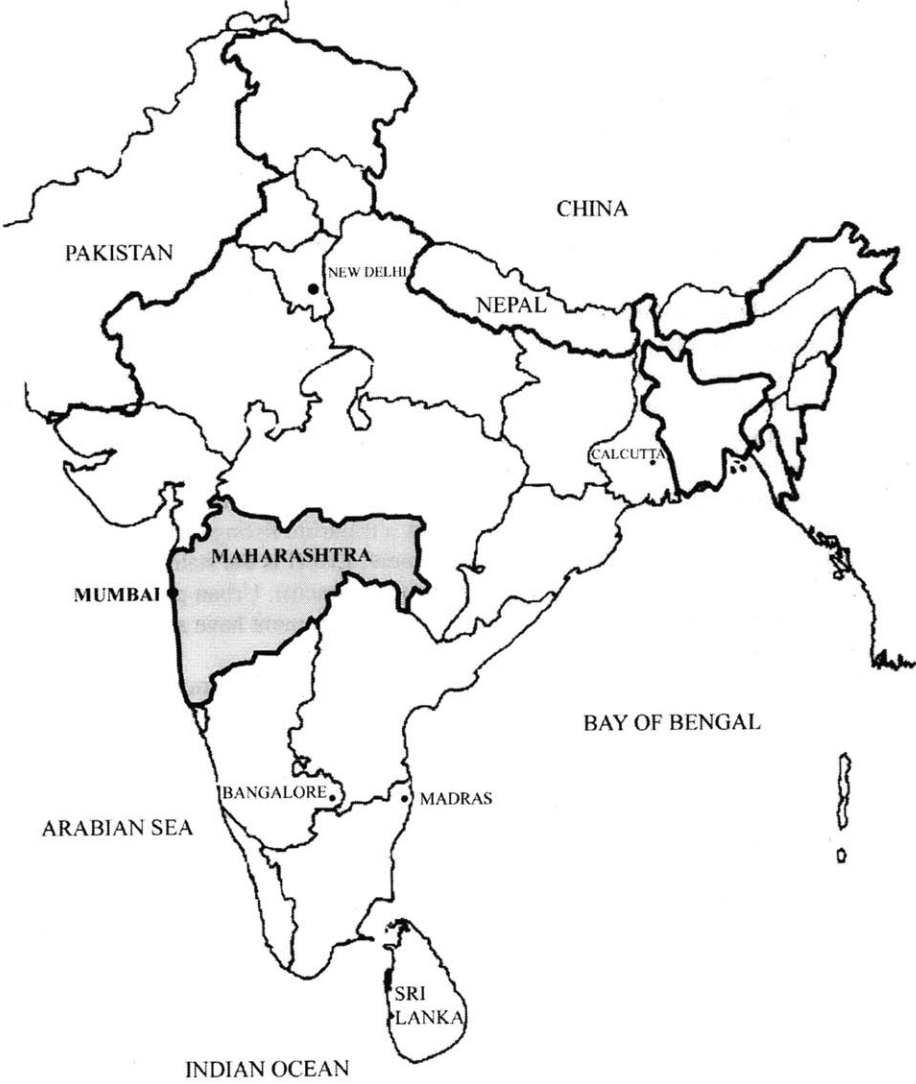 CHINA
PAKISTAN
NEW DELHI
NEPAL
CALCUTTA
MAHARASHTRA
MUMBAI
BAY OF BENGAL
BANGALORE
MADRAS
ARABIAN SEA
SRI
LANKA
INDIAN OCEAN